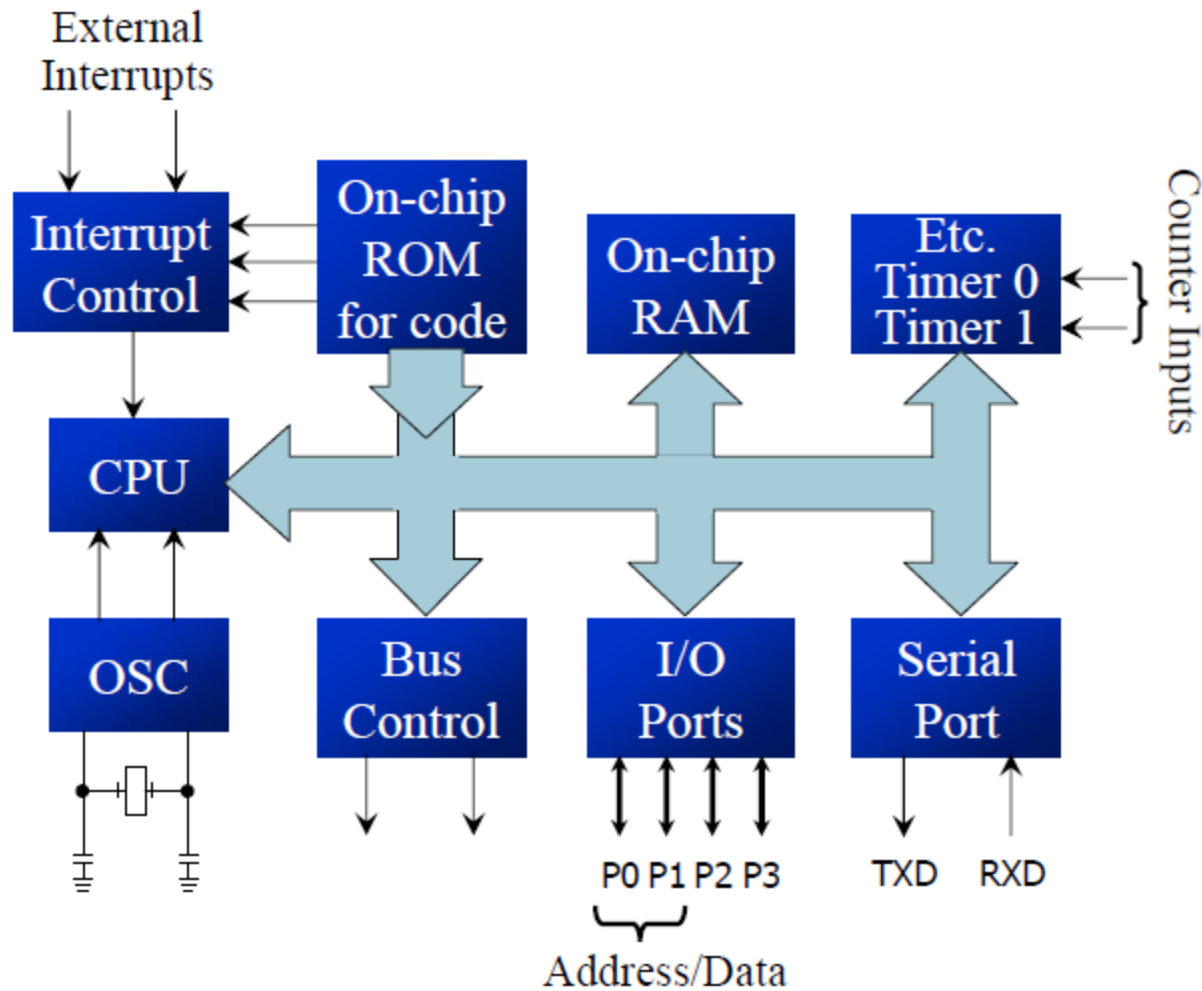 External
Interrupts
Interrupt
Control
On-chip
ROM
for code
On-chip
RAM
Etc.
Timer 0
Timer 1
Counter Inputs
CPU
OSC
Bus
Control
I/O
Ports
Serial
Port
P0 P1 P2 P3
TXD RXD
Address/Data